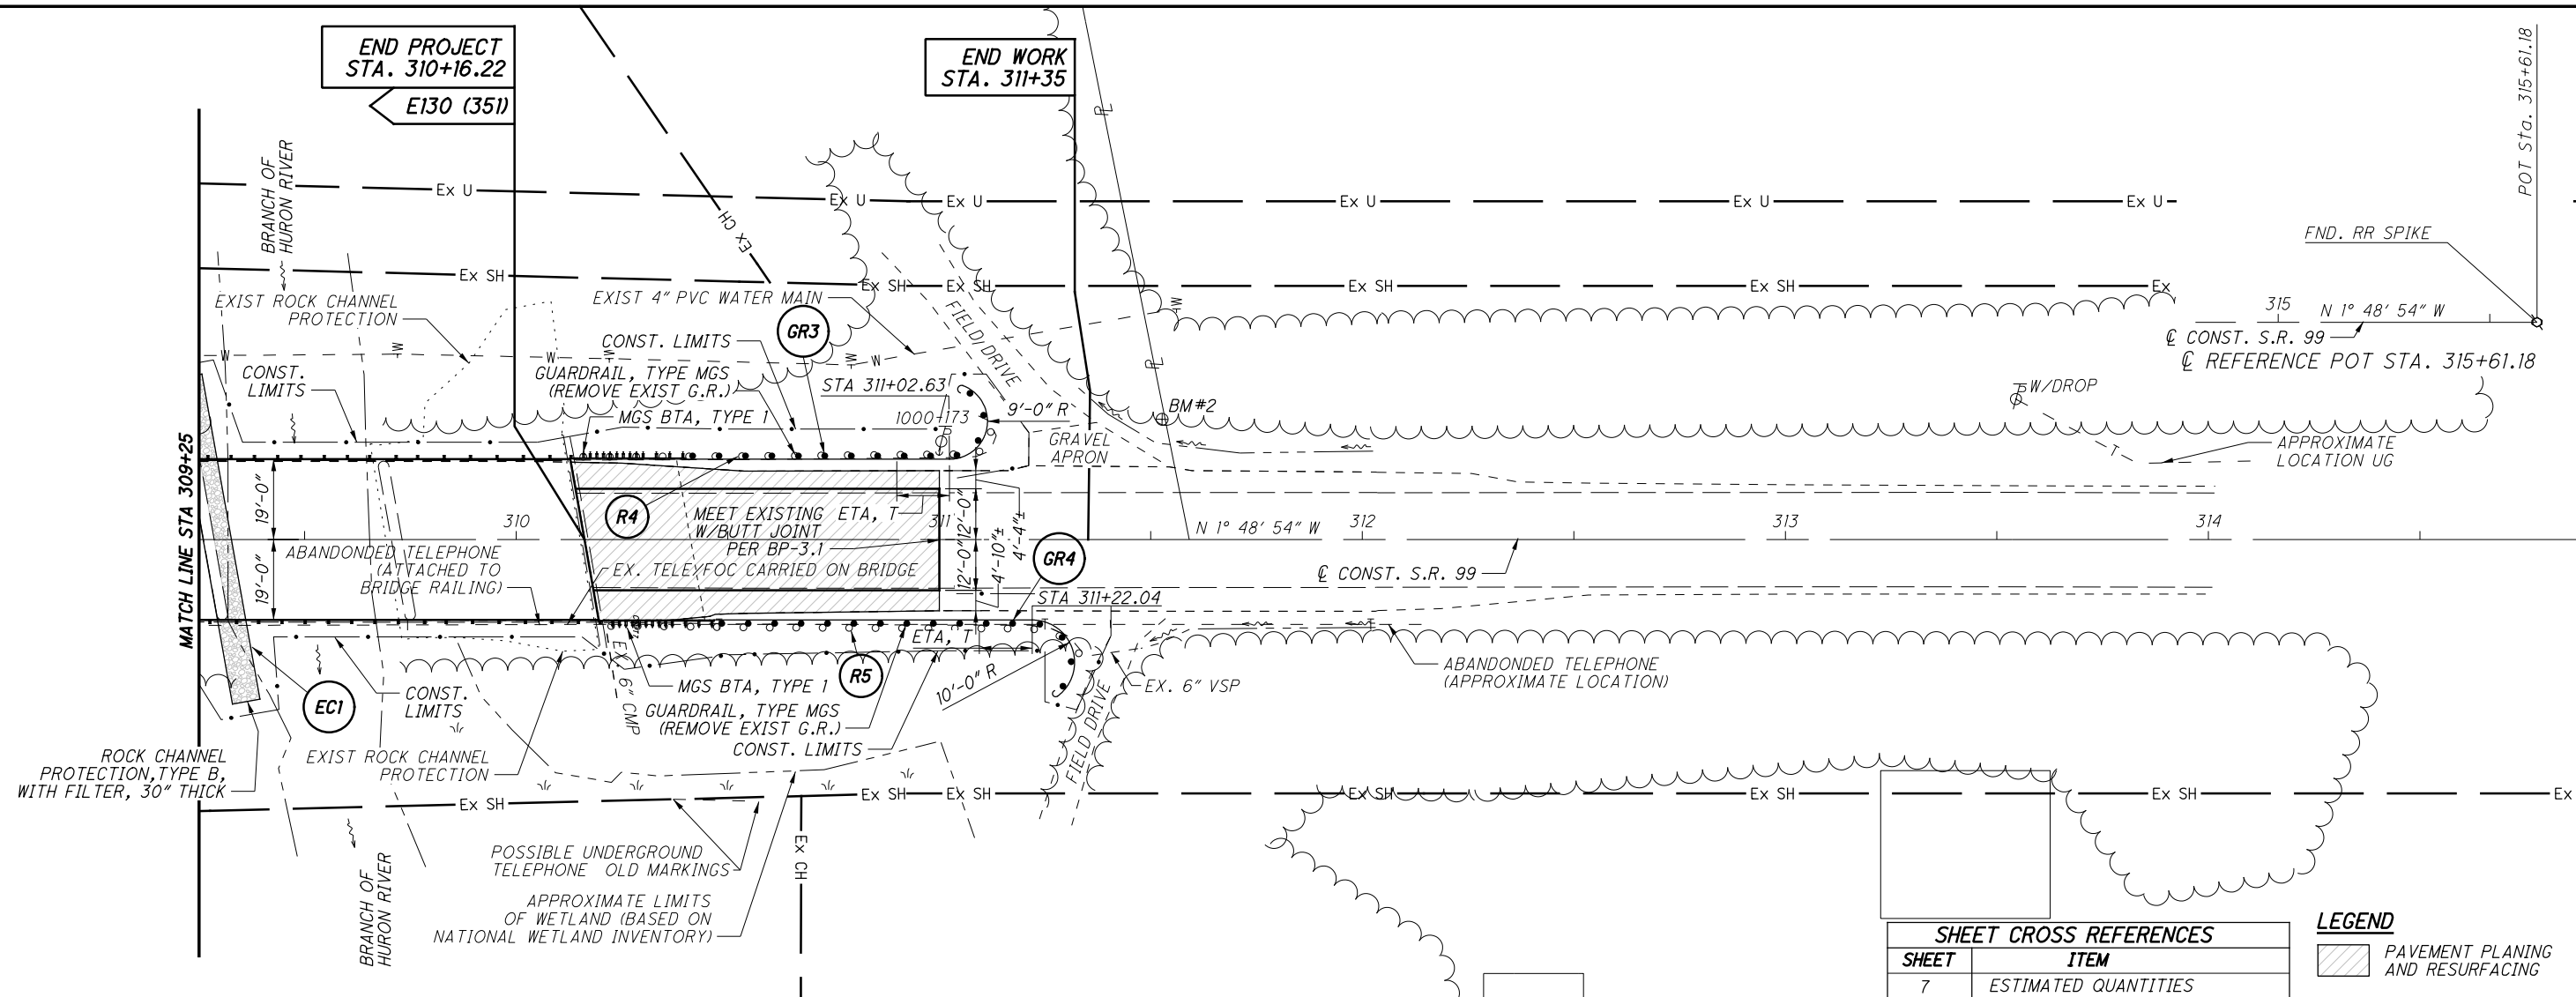 END PROJECT
STA. 310+16.22
E130 (351)
END WORK
STA. 311+35
POT Sta. 315+61.18
BRANCH OF
HURON RIVER
Ex U
Ex U
Ex U
Ex U
Ex U
Ex U
Ex CH
PL
FND. RR SPIKE
Ex SH
Ex SH
Ex SH
Ex SH
Ex SH
Ex
EXIST ROCK CHANNEL
PROTECTION
EXIST 4" PVC WATER MAIN
FIELD DRIVE
W
315
N 1° 48' 54" W
GR3
CONST. LIMITS
W
W
W
W
W
W
℄ CONST. S.R. 99
℄ REFERENCE POT STA. 315+61.18
CONST.
LIMITS
GUARDRAIL, TYPE MGS
(REMOVE EXIST G.R.)
STA 311+02.63
PL
W/DROP
MGS BTA, TYPE 1
1000+173
9'-0" R
BM#2
GRAVEL
APRON
T
APPROXIMATE
LOCATION UG
MATCH LINE STA 309+25
19'-0"
19'-0"
R4
310
MEET EXISTING
W/BUTT JOINT
PER BP-3.1
ETA, T
311
12'-0"
12'-0"
4'-4"±
4'-10"±
N 1° 48' 54" W
312
313
314
ABANDONDED TELEPHONE
(ATTACHED TO
BRIDGE RAILING)
EX. TELE/FOC CARRIED ON BRIDGE
GR4
℄ CONST. S.R. 99
STA 311+22.04
ETA, T
T
EC1
CONST.
LIMITS
EX. 6" CMP
MGS BTA, TYPE 1
R5
10'-0" R
EX. 6" VSP
ABANDONDED TELEPHONE
(APPROXIMATE LOCATION)
GUARDRAIL, TYPE MGS
(REMOVE EXIST G.R.)
CONST. LIMITS
FIELD DRIVE
ROCK CHANNEL
PROTECTION,TYPE B,
WITH FILTER, 30" THICK
EXIST ROCK CHANNEL
PROTECTION
Ex SH
Ex SH
Ex SH
Ex SH
Ex SH
Ex SH
Ex
Ex CH
BRANCH OF
HURON RIVER
POSSIBLE UNDERGROUND
TELEPHONE OLD MARKINGS
APPROXIMATE LIMITS
OF WETLAND (BASED ON
NATIONAL WETLAND INVENTORY)
SHEET CROSS REFERENCES
SHEET ITEM
7 ESTIMATED QUANTITIES
LEGEND
PAVEMENT PLANING
AND RESURFACING